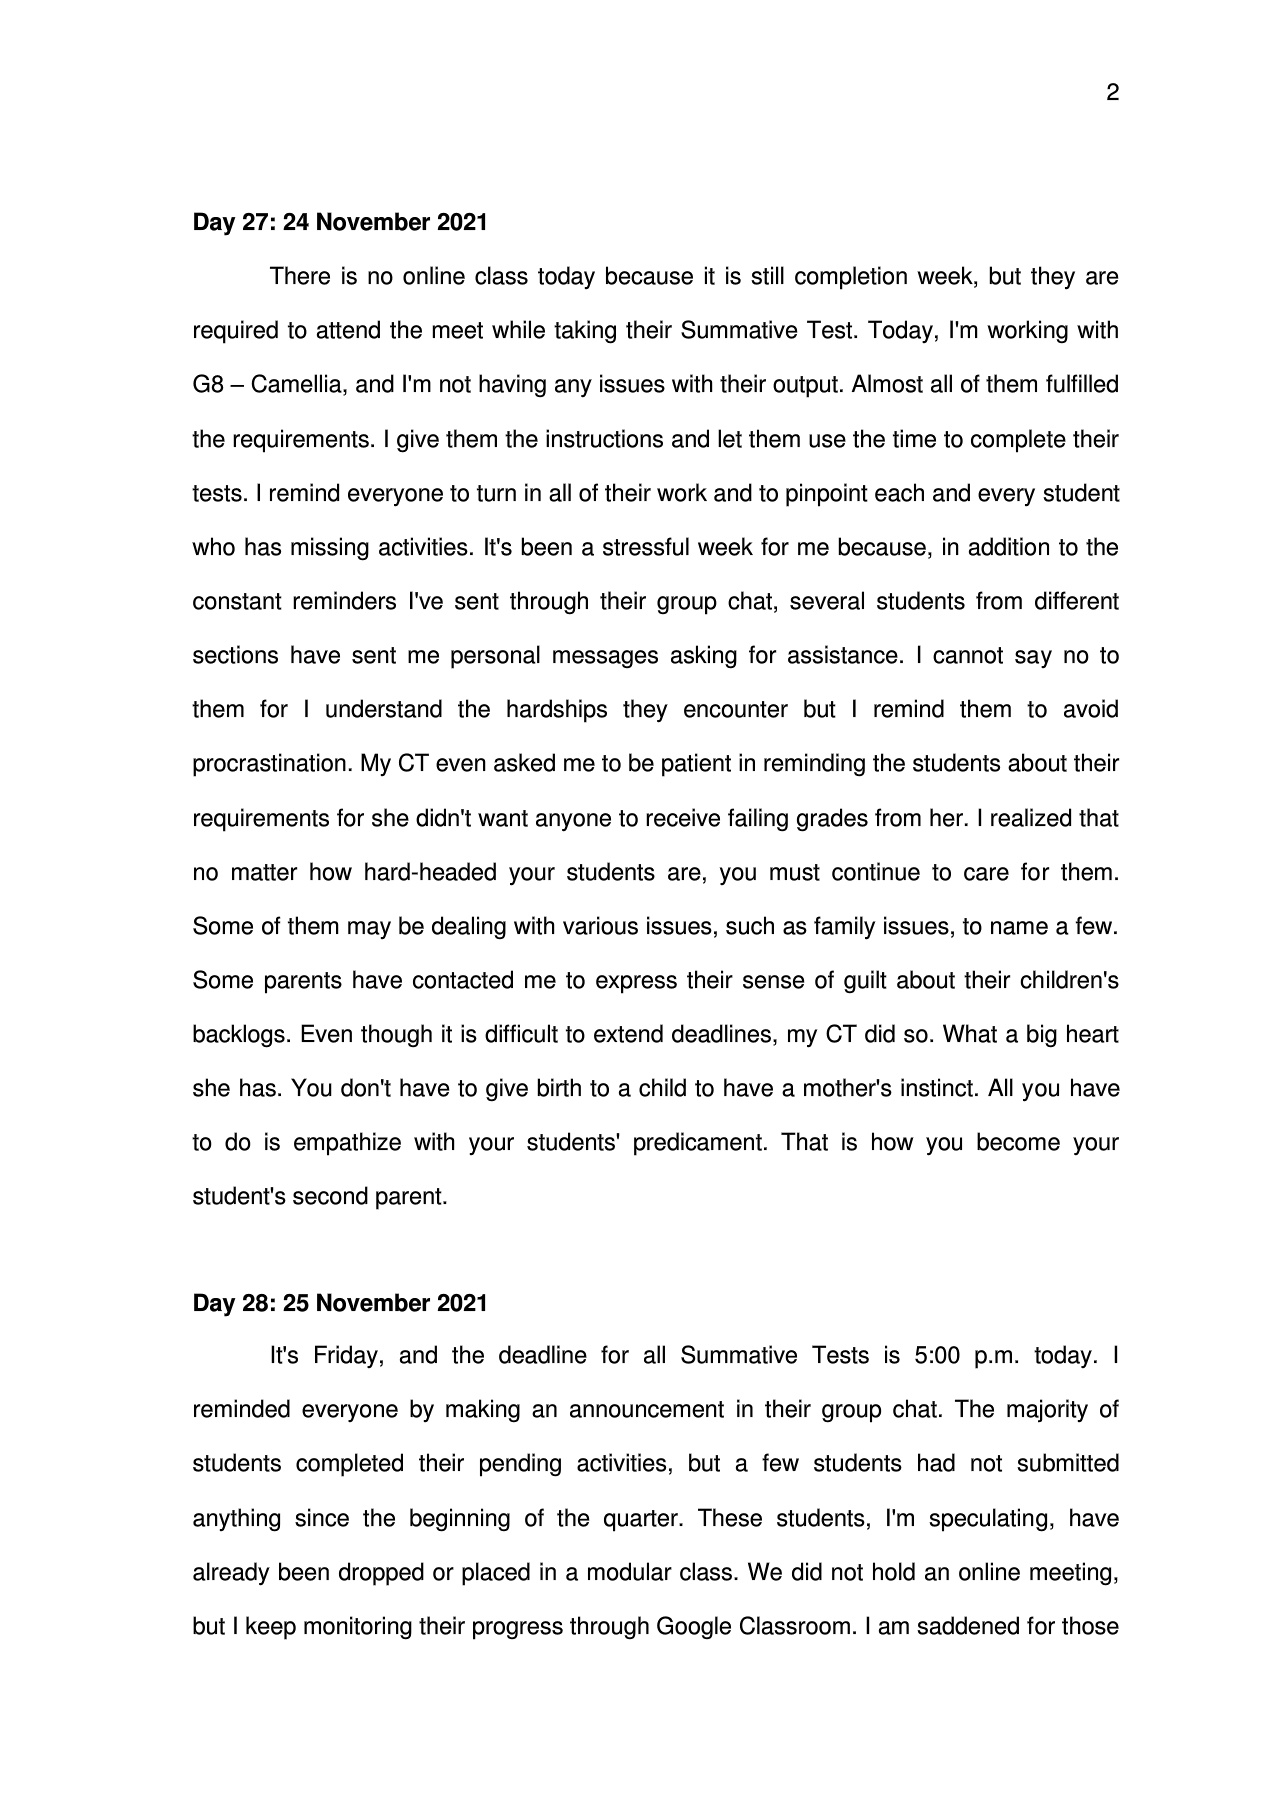 2
Day 27: 24 November 2021
There is no online class today because it is still completion week, but they are
required to attend the meet while taking their Summative Test. Today, I'm working with
G8 – Camellia, and I'm not having any issues with their output. Almost all of them fulfilled
the requirements. I give them the instructions and let them use the time to complete their
tests. I remind everyone to turn in all of their work and to pinpoint each and every student
who has missing activities. It's been a stressful week for me because, in addition to the
constant reminders I've sent through their group chat, several students from different
sections have sent me personal messages asking for assistance. I cannot say no to
them for I understand the hardships they encounter but I remind them to avoid
procrastination. My CT even asked me to be patient in reminding the students about their
requirements for she didn't want anyone to receive failing grades from her. I realized that
no matter how hard-headed your students are, you must continue to care for them.
Some of them may be dealing with various issues, such as family issues, to name a few.
Some parents have contacted me to express their sense of guilt about their children's
backlogs. Even though it is difficult to extend deadlines, my CT did so. What a big heart
she has. You don't have to give birth to a child to have a mother's instinct. All you have
to do is empathize with your students' predicament. That is how you become your
student's second parent.
Day 28: 25 November 2021
It's Friday, and the deadline for all Summative Tests is 5:00 p.m. today. I
reminded everyone by making an announcement in their group chat. The majority of
students completed their pending activities, but a few students had not submitted
anything since the beginning of the quarter. These students, I'm speculating, have
already been dropped or placed in a modular class. We did not hold an online meeting,
but I keep monitoring their progress through Google Classroom. I am saddened for those